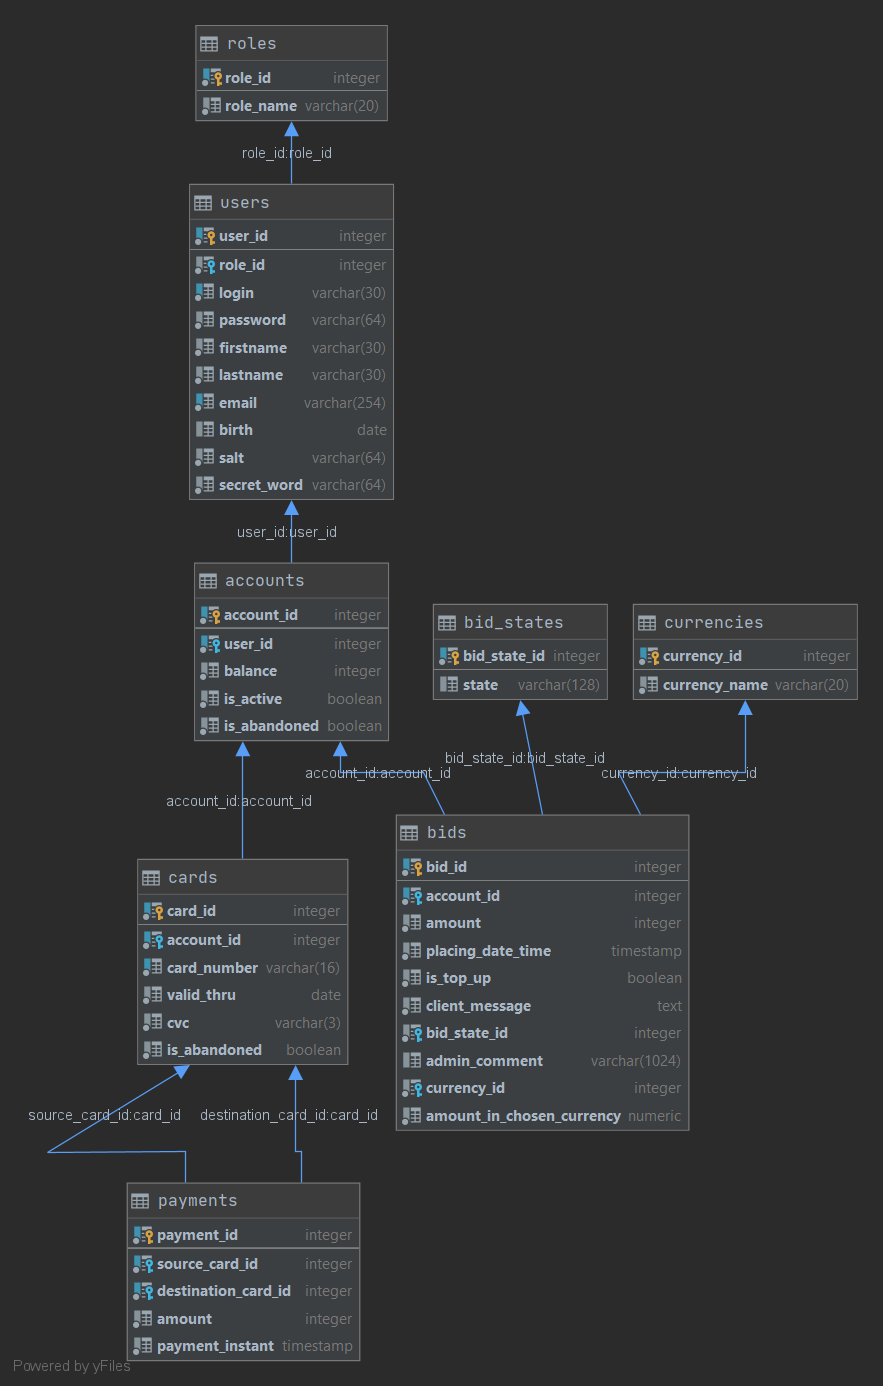 roles
role_id integer
role_name varchar(20)
role_id:role_id
users
user_id integer
role_id integer
login varchar(30)
password varchar(64)
firstname varchar(30)
lastname varchar(30)
email varchar(254)
birth date
salt varchar(64)
secret_word varchar(64)
user_id:user_id
accounts
account_id integer
user_id integer
balance integer
is_active boolean
is_abandoned boolean
bid_states
bid_state_id integer
state varchar(128)
currencies
currency_id integer
currency_name varchar(20)
bid_state_id:bid_state_id
account_id:account_id
currency_id:currency_id
account_id:account_id
bids
bid_id integer
account_id integer
amount integer
placing_date_time timestamp
is_top_up boolean
client_message text
bid_state_id integer
admin_comment varchar(1024)
currency_id integer
amount_in_chosen_currency numeric
cards
card_id integer
account_id integer
card_number varchar(16)
valid_thru date
cvc varchar(3)
is_abandoned boolean
source_card_id:card_id
destination_card_id:card_id
payments
payment_id integer
source_card_id integer
destination_card_id integer
amount integer
payment_instant timestamp
Powered by yFiles